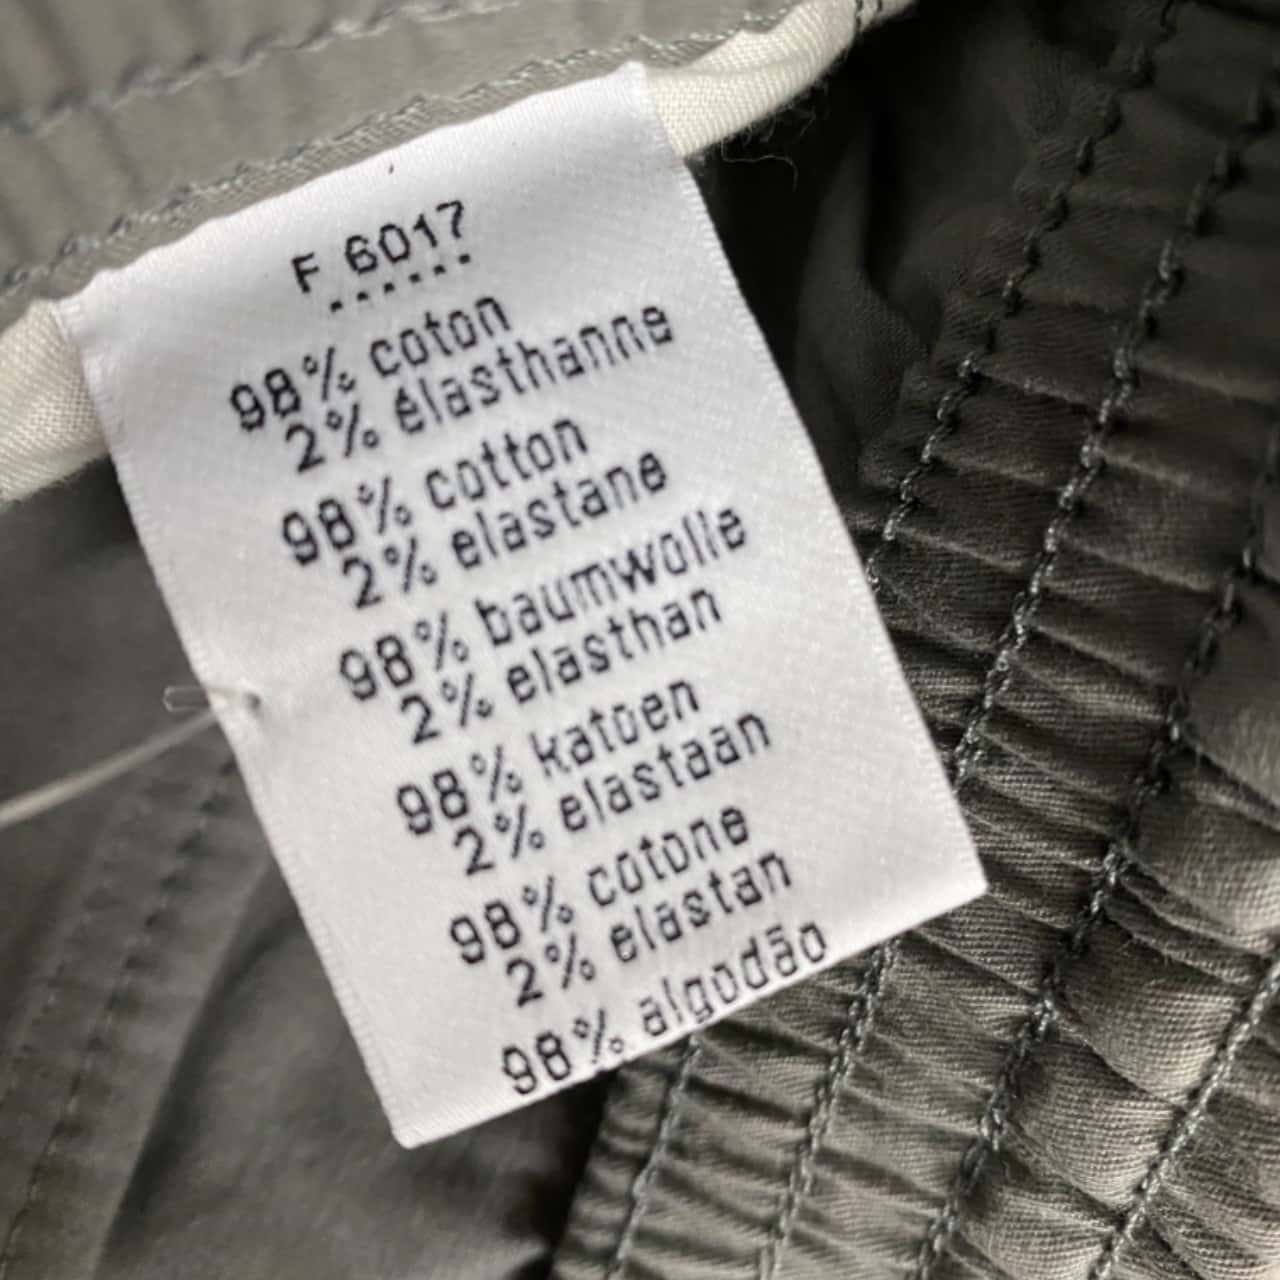 F 6017
98% coton
2% élasthanne
98% cotton
2% elastane
98% baumwolle
2% elasthan
98% katoen
2% elastaan
98% cotone
2% elastan
98% algodão